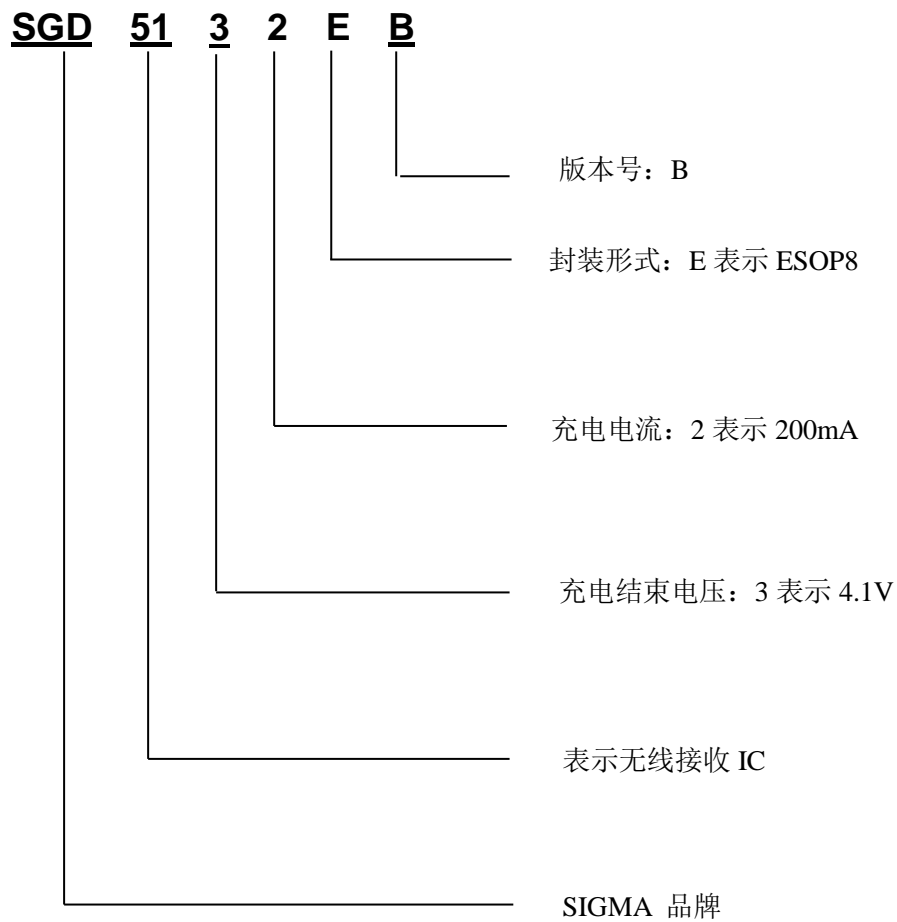 SGD 51 3 2 E B
版本号：B
封装形式：E 表示 ESOP8
充电电流：2 表示 200mA
充电结束电压：3 表示 4.1V
表示无线接收 IC
SIGMA 品牌